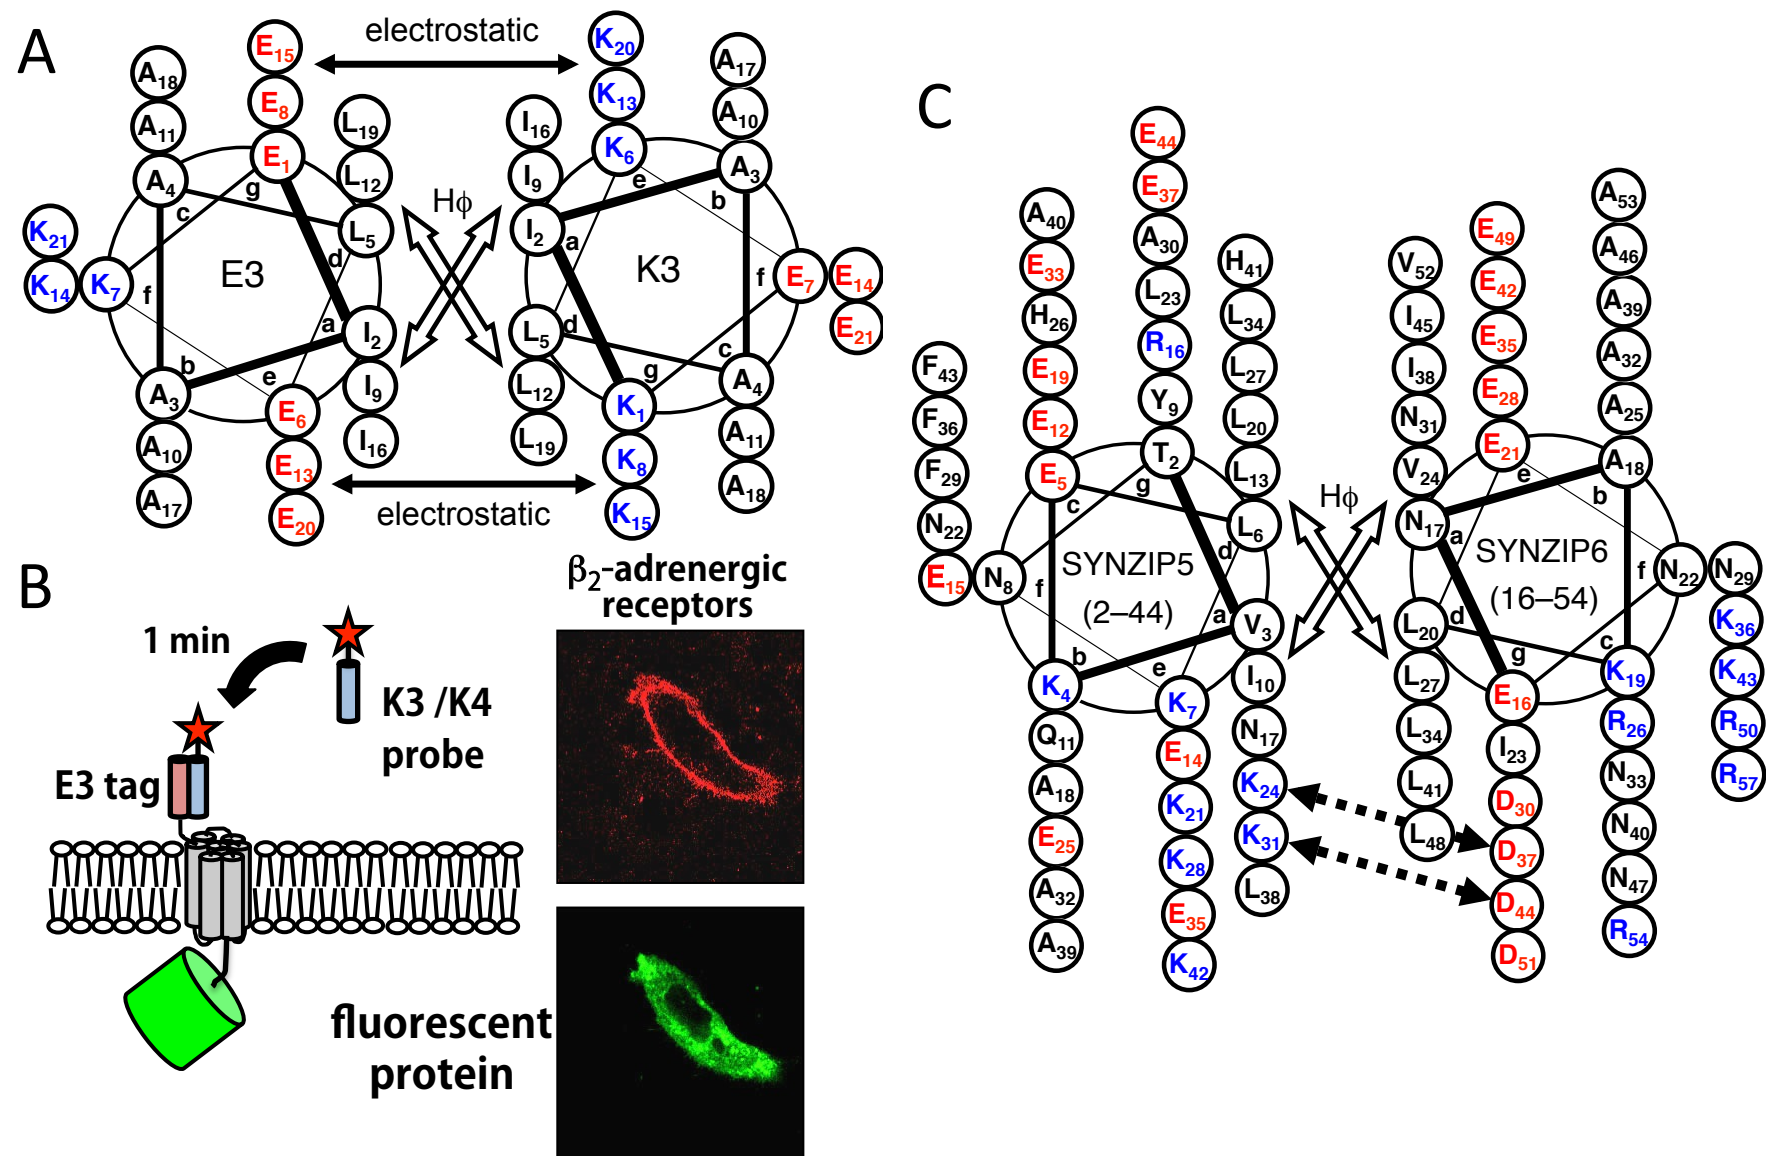 A
electrostatic
E15
E8
E1
A18
A11
A4
L19
L12
L5
K21
K14
K7
E3
g
c
d
f
a
b
e
I2
I9
I16
A3
A10
A17
E6
E13
E20
Hϕ
K20
K13
K6
A17
A10
A3
I16
I9
I2
K3
e
b
a
f
d
c
g
E7
E14
E21
L5
L12
L19
K1
K8
K15
A4
A11
A18
electrostatic
B
1 min
K3 /K4
probe
E3 tag
fluorescent
protein
β2-adrenergic
receptors
C
E44
E37
A30
L23
R16
Y9
T2
A40
E33
H26
E19
E12
E5
H41
L34
L27
L20
L13
L6
F43
F36
F29
N22
E15
N8
SYNZIP5
(2–44)
g
c
d
f
a
b
e
V3
I10
N17
K24
K31
L38
K4
Q11
A18
E25
A32
A39
K7
E14
K21
K28
E35
K42
Hϕ
V52
I45
I38
N31
V24
N17
E49
E42
E35
E28
E21
A53
A46
A39
A32
A25
A18
SYNZIP6
(16–54)
e
b
a
f
d
c
g
N22
N29
K36
K43
R50
R57
L20
L27
L34
L41
L48
E16
I23
D30
D37
D44
D51
K19
R26
N33
N40
N47
R54